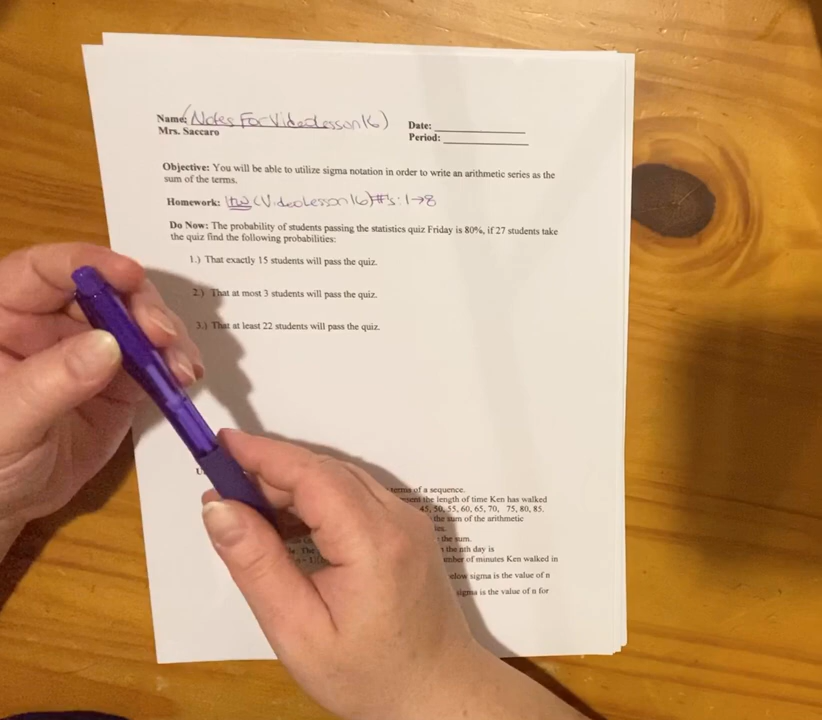 Name: (Notes For Video Lesson 16)
Date:
Mrs. Saccaro
Period:
Objective: You will be able to utilize sigma notation in order to write an arithmetic series as the
sum of the terms.
Homework: HW (Video Lesson 16) #s: 1→8
Do Now: The probability of students passing the statistics quiz Friday is 80%, if 27 students take
the quiz find the following probabilities:
1.) That exactly 15 students will pass the quiz.
2.) That at most 3 students will pass the quiz.
3.) That at least 22 students will pass the quiz.
terms of a sequence.
the length of time Ken has walked
45, 50, 55, 60, 65, 70, 75, 80, 85.
the sum of the arithmetic
the sum.
the nth day is
of minutes Ken walked in
sigma is the value of n
sigma is the value of n for